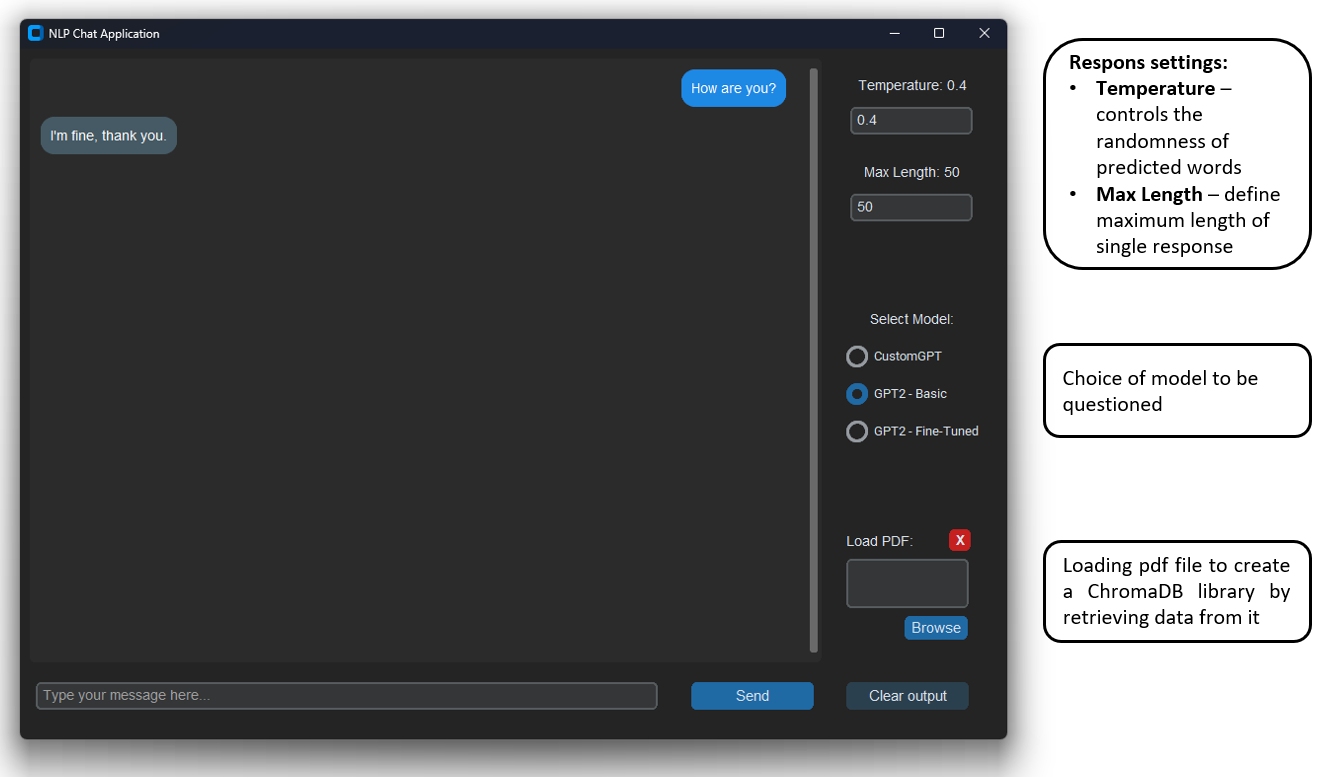 NLP Chat Application
How are you?
I'm fine, thank you.
Temperature: 0.4
0.4
Max Length: 50
50
Select Model:
CustomGPT
GPT2 - Basic
GPT2 - Fine-Tuned
Load PDF:
X
Browse
Type your message here...
Send
Clear output
Respons settings:
• Temperature –
controls the
randomness of
predicted words
• Max Length – define
maximum length of
single response
Choice of model to be
questioned
Loading pdf file to create
a ChromaDB library by
retrieving data from it